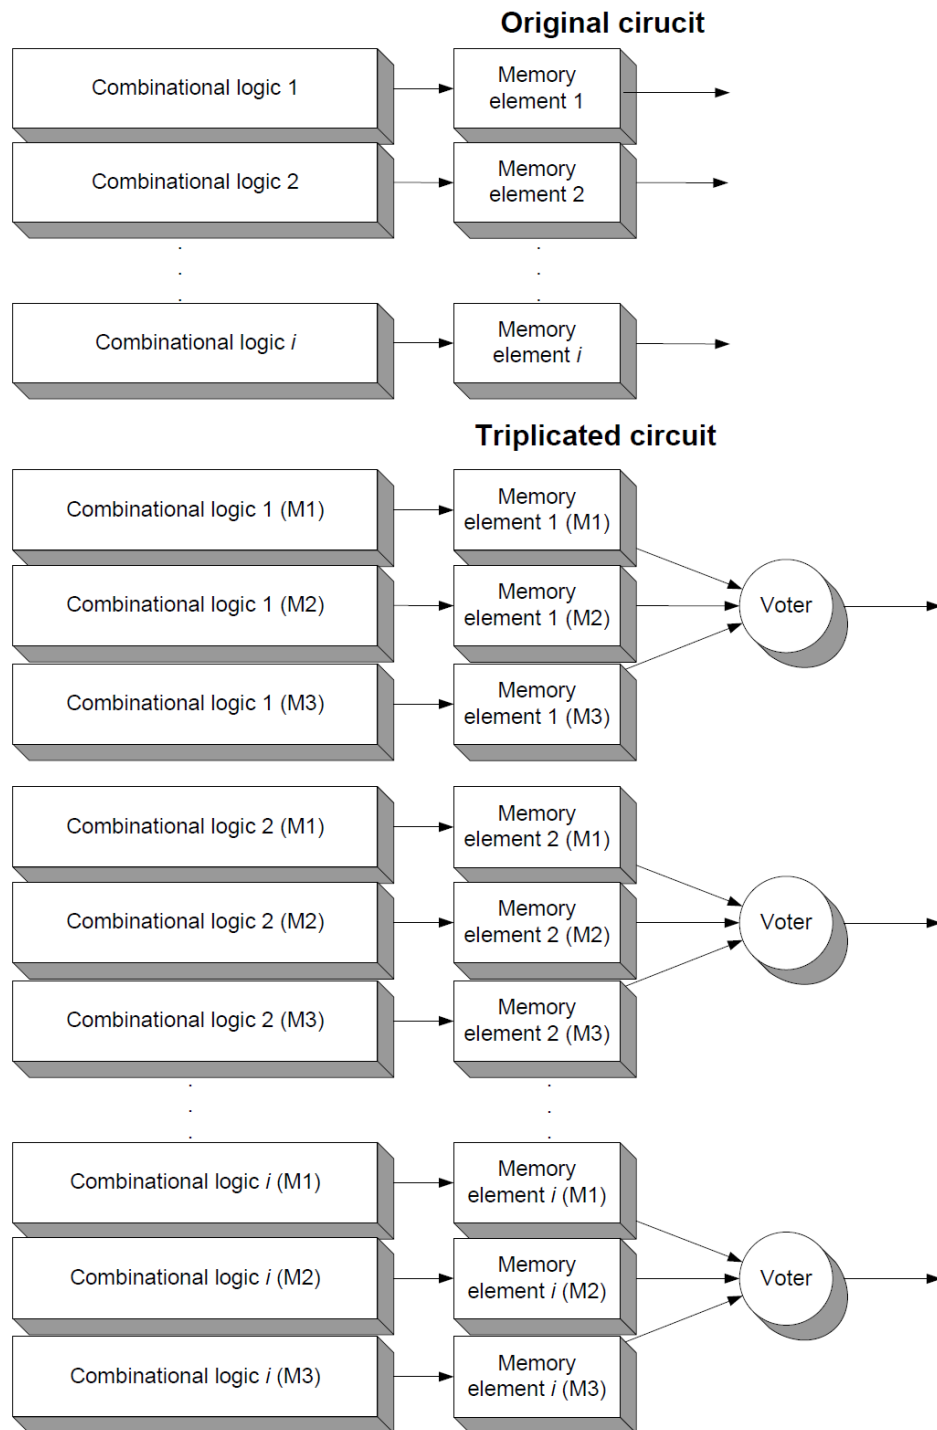 Original cirucit
Combinational logic 1
Memory
element 1
Combinational logic 2
Memory
element 2
Combinational logic i
Memory
element i
Triplicated circuit
Combinational logic 1 (M1)
Memory
element 1 (M1)
Combinational logic 1 (M2)
Memory
element 1 (M2)
Voter
Combinational logic 1 (M3)
Memory
element 1 (M3)
Combinational logic 2 (M1)
Memory
element 2 (M1)
Combinational logic 2 (M2)
Memory
element 2 (M2)
Voter
Combinational logic 2 (M3)
Memory
element 2 (M3)
Combinational logic i (M1)
Memory
element i (M1)
Combinational logic i (M2)
Memory
element i (M2)
Voter
Combinational logic i (M3)
Memory
element i (M3)